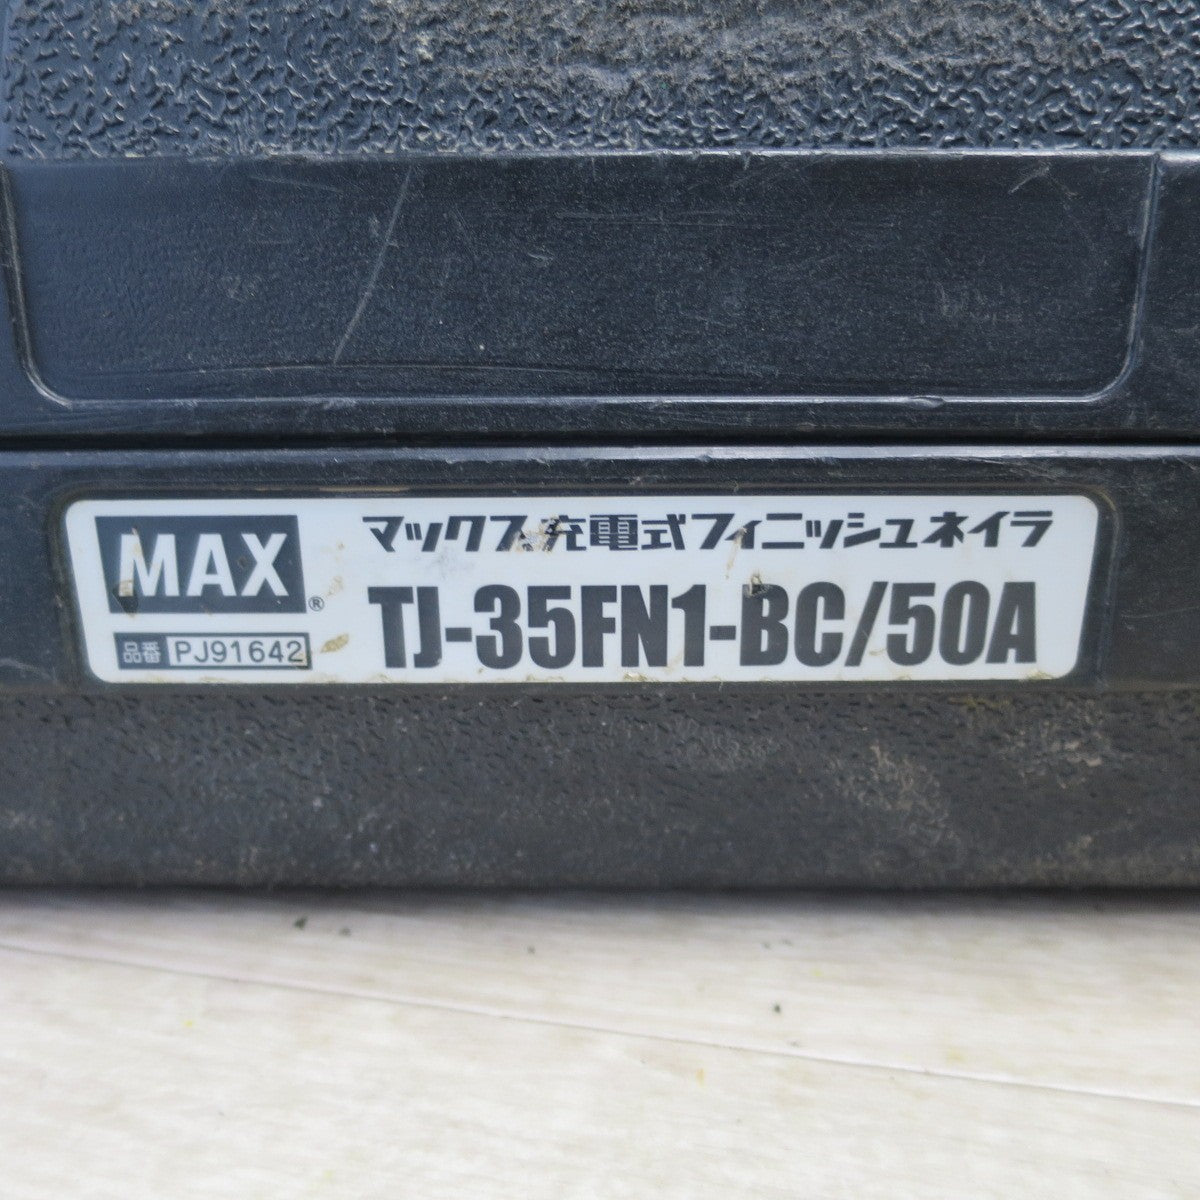 MAX®
マックス 充電式フィニッシュネイラ
TJ-35FN1-BC/50A
品番 PJ91642